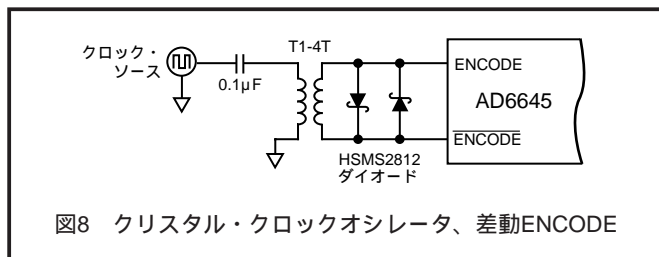 クロック・
ソース
0.1µF
T1-4T
ENCODE
AD6645
ENCODE
HSMS2812
ダイオード
図8 クリスタル・クロックオシレータ、差動ENCODE